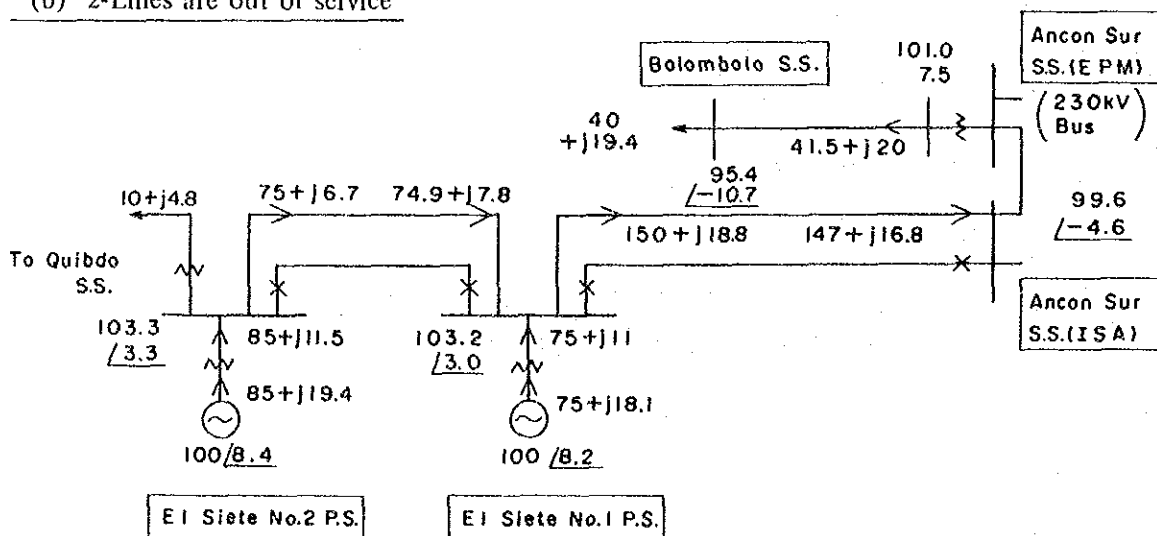 (b) 2-Lines are out of service
Ancon Sur
S.S.(EPM)
(230kV
Bus)
101.0
7.5
Bolombolo S.S.
40
+j19.4
41.5+j20
95.4
/-10.7
99.6
/-4.6
10+j4.8
75+j6.7
74.9+j7.8
150+j18.8
147+j16.8
To Quibdo
S.S.
Ancon Sur
S.S.(ISA)
103.3
/3.3
85+j11.5
103.2
/3.0
75+j11
85+j19.4
75+j18.1
100/8.4
100 /8.2
El Siete No.2 P.S.
El Siete No.1 P.S.